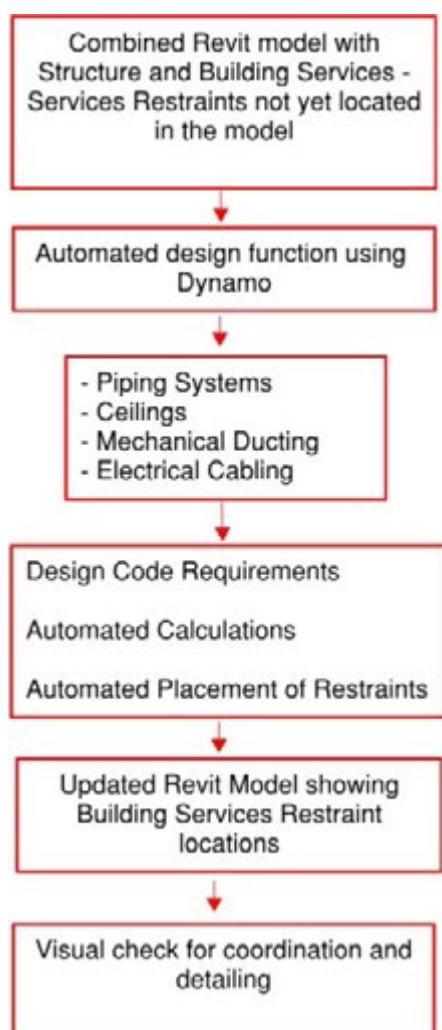 Combined Revit model with
Structure and Building Services -
Services Restraints not yet located
in the model
Automated design function using
Dynamo
- Piping Systems
- Ceilings
- Mechanical Ducting
- Electrical Cabling
Design Code Requirements
Automated Calculations
Automated Placement of Restraints
Updated Revit Model showing
Building Services Restraint
locations
Visual check for coordination and
detailing